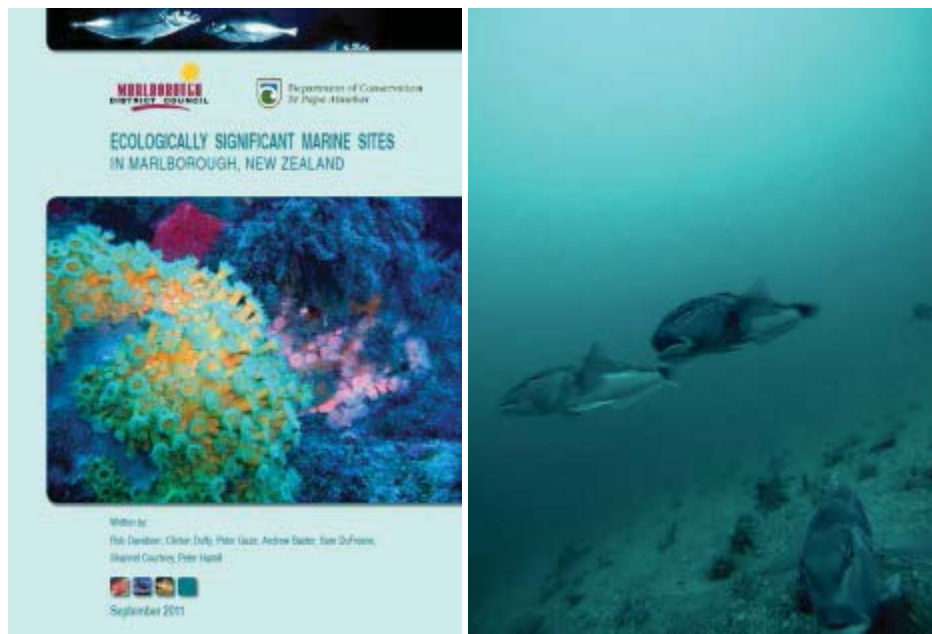 MARLBOROUGH
DISTRICT COUNCIL
Department of Conservation
Te Papa Atawhai
ECOLOGICALLY SIGNIFICANT MARINE SITES
IN MARLBOROUGH, NEW ZEALAND
Written by:
Rob Davidson, Clinton Duffy, Peter Gaze, Andrew Baxter, Sam DuFresne,
Shannel Courtney, Peter Hamill
September 2011